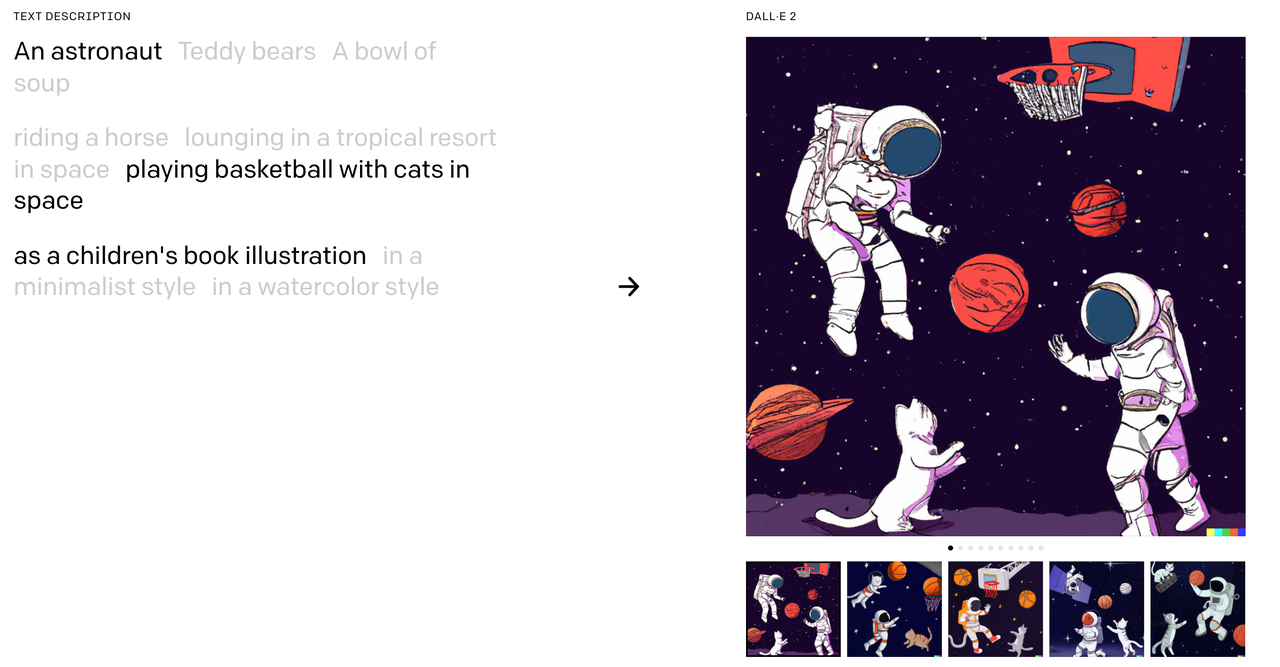 TEXT DESCRIPTION
An astronaut Teddy bears A bowl of
soup
riding a horse lounging in a tropical resort
in space playing basketball with cats in
space
as a children's book illustration in a
minimalist style in a watercolor style
DALL·E 2